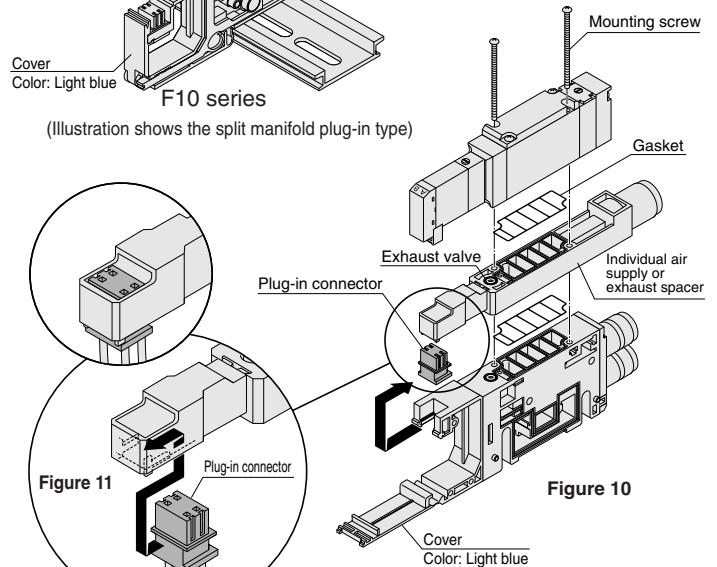 Cover
Color: Light blue
F10 series
(Illustration shows the split manifold plug-in type)
Mounting screw
Gasket
Exhaust valve
Individual air
supply or
exhaust spacer
Plug-in connector
Figure 11
Plug-in connector
Figure 10
Cover
Color: Light blue